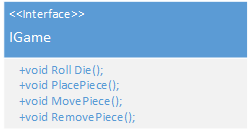 <<Interface>>
IGame
+void Roll Die();
+void PlacePiece();
+void MovePiece();
+void RemovePiece();